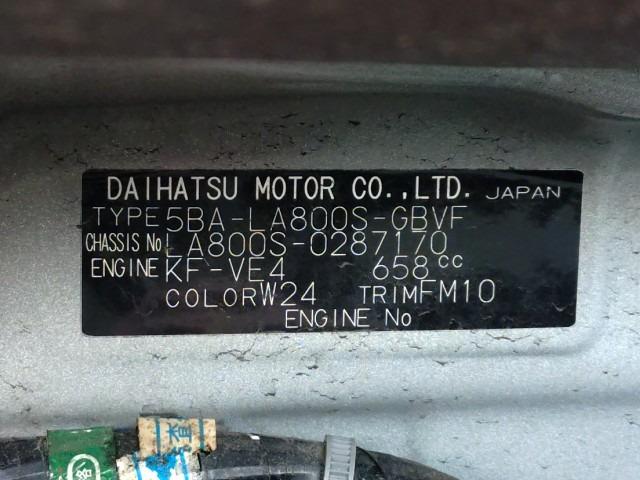 DAIHATSU MOTOR CO.,LTD. JAPAN
TYPE 5BA-LA800S-GBVF
CHASSIS No LA800S-0287170
ENGINE KF-VE4 658cc
COLOR W24 TRIM FM10
ENGINE No